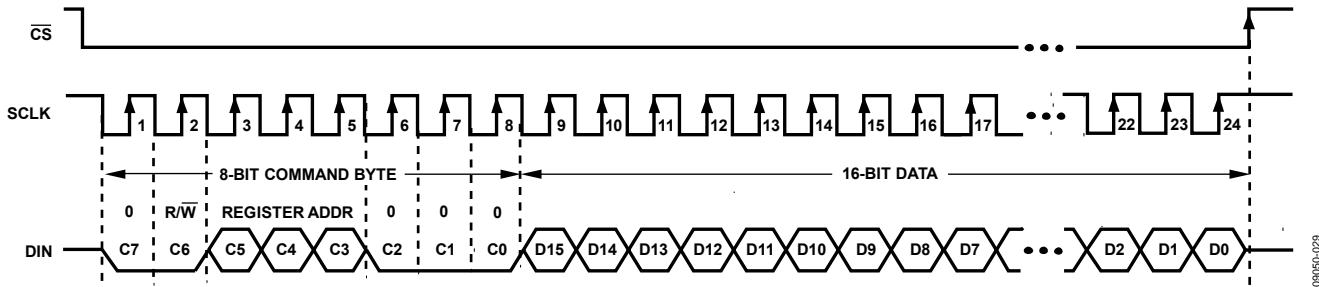 CS
SCLK
1 2 3 4 5 6 7 8 9 10 11 12 13 14 15 16 17 22 23 24
8-BIT COMMAND BYTE 16-BIT DATA
0 R/W REGISTER ADDR 0 0 0
DIN C7 C6 C5 C4 C3 C2 C1 C0 D15 D14 D13 D12 D11 D10 D9 D8 D7 D2 D1 D0
09050-029